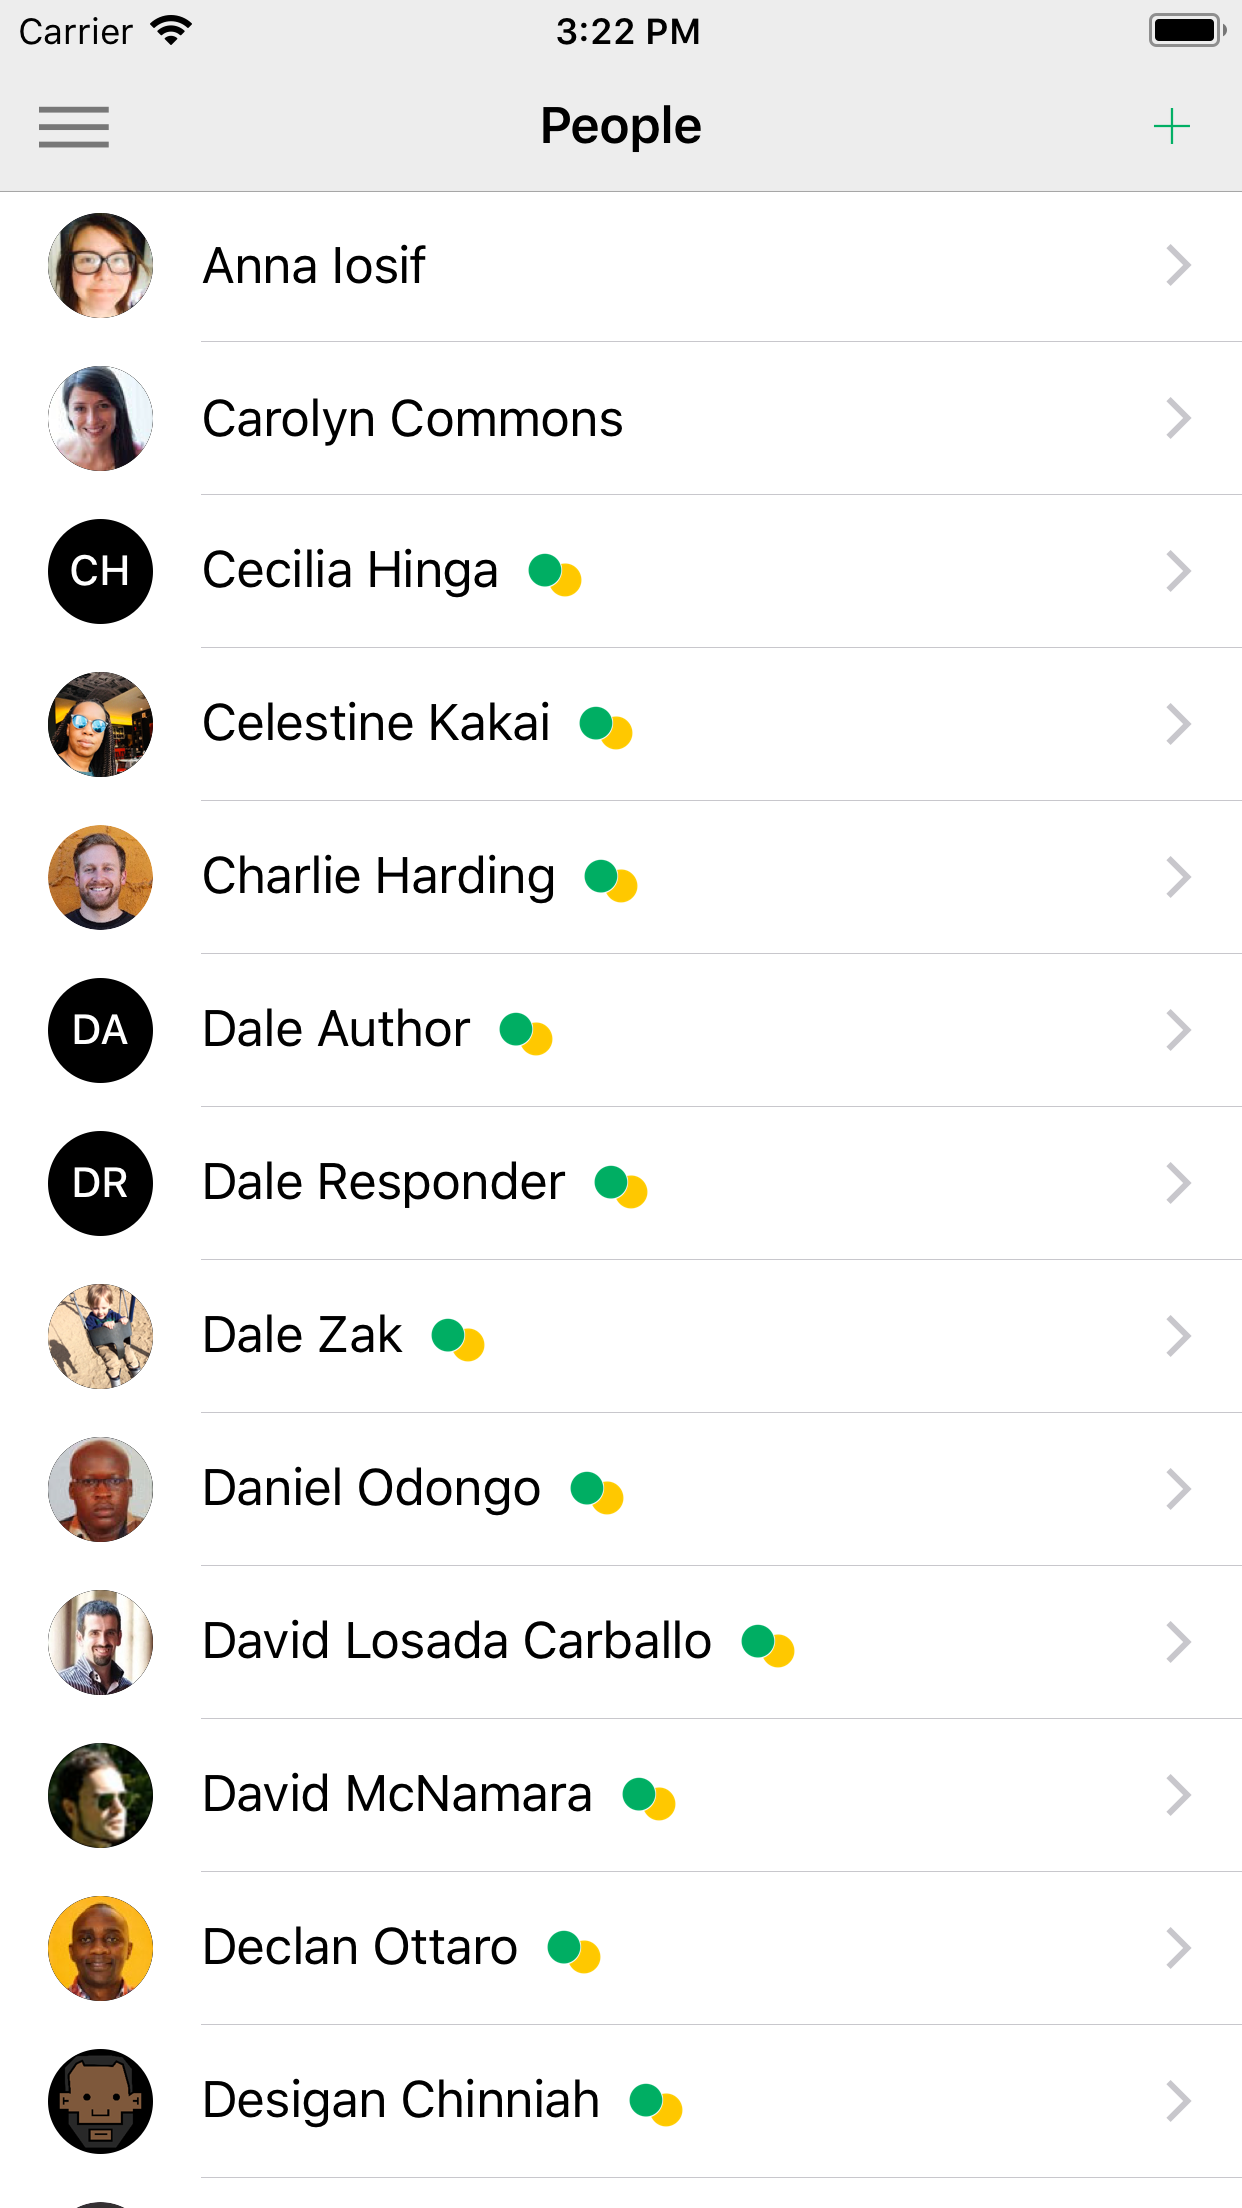 Carrier 3:22 PM
People
Anna Iosif
Carolyn Commons
CH Cecilia Hinga
Celestine Kakai
Charlie Harding
DA Dale Author
DR Dale Responder
Dale Zak
Daniel Odongo
David Losada Carballo
David McNamara
Declan Ottaro
Desigan Chinniah